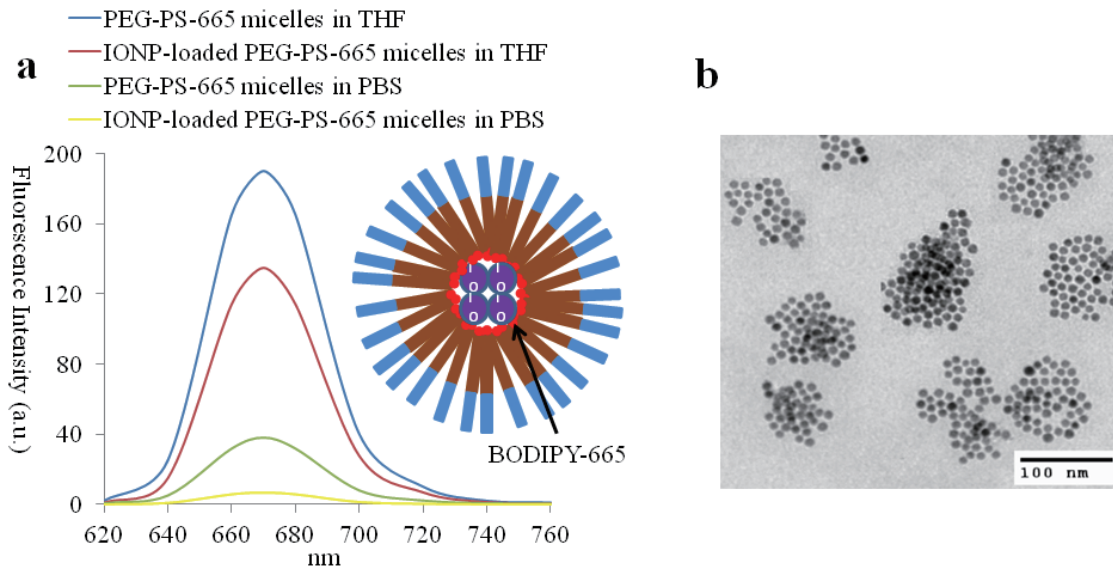 PEG-PS-665 micelles in THF
IONP-loaded PEG-PS-665 micelles in THF
PEG-PS-665 micelles in PBS
IONP-loaded PEG-PS-665 micelles in PBS
a
b
Fluorescence Intensity (a.u.)
200
160
120
80
40
0
620
640
660
680
700
720
740
760
nm
I I
O O
I I
O O
BODIPY-665
100 nm